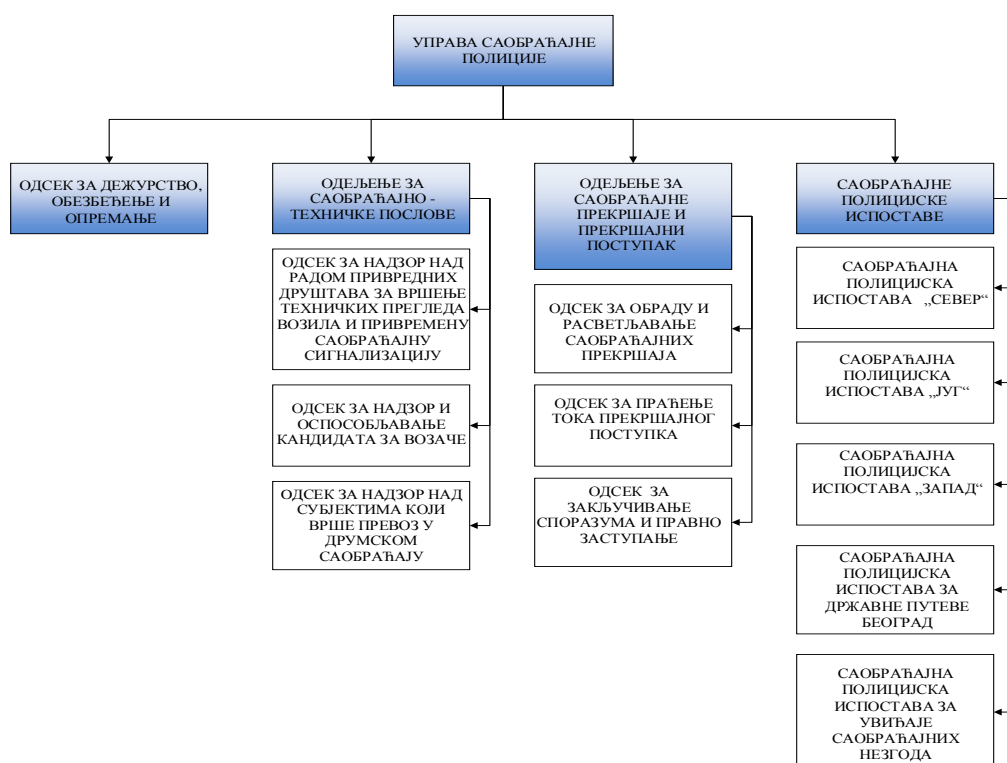 УПРАВА САОБРАЋАЈНЕ
ПОЛИЦИЈЕ
ОДСЕК ЗА ДЕЖУРСТВО,
ОБЕЗБЕЂЕЊЕ И
ОПРЕМАЊЕ
ОДЕЉЕЊЕ ЗА
САОБРАЋАЈНО -
ТЕХНИЧКЕ ПОСЛОВЕ
ОДСЕК ЗА НАДЗОР НАД
РАДОМ ПРИВРЕДНИХ
ДРУШТАВА ЗА ВРШЕЊЕ
ТЕХНИЧКИХ ПРЕГЛЕДА
ВОЗИЛА И ПРИВРЕМЕНУ
САОБРАЋАЈНУ
СИГНАЛИЗАЦИЈУ
ОДСЕК ЗА НАДЗОР И
ОСПОСОБЉАВАЊЕ
КАНДИДАТА ЗА ВОЗАЧЕ
ОДСЕК ЗА НАДЗОР НАД
СУБЈЕКТИМА КОЈИ
ВРШЕ ПРЕВОЗ У
ДРУМСКОМ
САОБРАЋАЈУ
ОДЕЉЕЊЕ ЗА
САОБРАЋАЈНЕ
ПРЕКРШАЈЕ И
ПРЕКРШАЈНИ
ПОСТУПАК
ОДСЕК ЗА ОБРАДУ И
РАСВЕТЉАВАЊЕ
САОБРАЋАЈНИХ
ПРЕКРШАЈА
ОДСЕК ЗА ПРАЋЕЊЕ
ТОКА ПРЕКРШАЈНОГ
ПОСТУПКА
ОДСЕК ЗА
ЗАКЉУЧИВАЊЕ
СПОРАЗУМА И ПРАВНО
ЗАСТУПАЊЕ
САОБРАЋАЈНЕ
ПОЛИЦИЈСКЕ
ИСПОСТАВЕ
САОБРАЋАЈНА
ПОЛИЦИЈСКА
ИСПОСТАВА „СЕВЕР“
САОБРАЋАЈНА
ПОЛИЦИЈСКА
ИСПОСТАВА „ЈУГ“
САОБРАЋАЈНА
ПОЛИЦИЈСКА
ИСПОСТАВА „ЗАПАД“
САОБРАЋАЈНА
ПОЛИЦИЈСКА
ИСПОСТАВА ЗА
ДРЖАВНЕ ПУТЕВЕ
БЕОГРАД
САОБРАЋАЈНА
ПОЛИЦИЈСКА
ИСПОСТАВА ЗА
УВИЂАЈЕ
САОБРАЋАЈНИХ
НЕЗГОДА